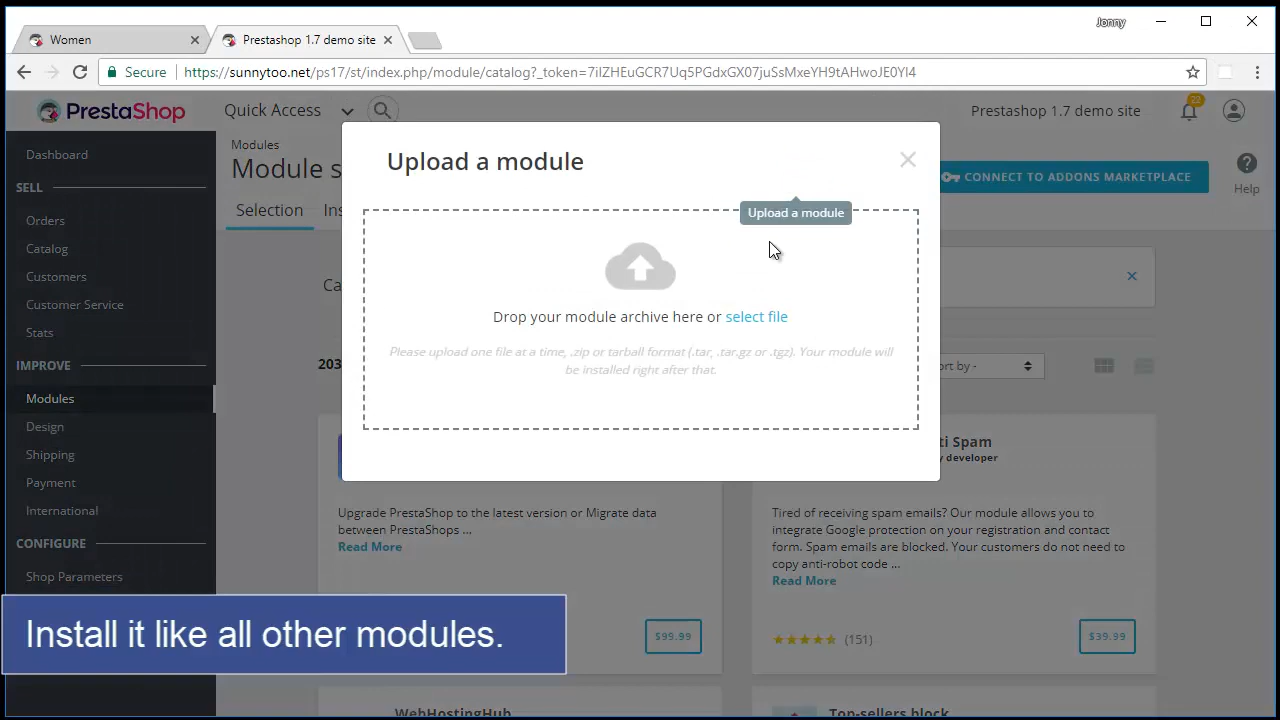 Jonny
Women
Prestashop 1.7 demo site
Secure
https://sunnytoo.net/ps17/st/index.php/module/catalog?_token=7iIZHEuGCR7Uq5PGdxGX07juSsMxeYH9tAHwoJE0YI4
PrestaShop
Quick Access
Prestashop 1.7 demo site
22
Dashboard
SELL
Orders
Catalog
Customers
Customer Service
Stats
IMPROVE
Modules
Design
Shipping
Payment
International
CONFIGURE
Shop Parameters
Modules
Module s
Selection
Ins
CONNECT TO ADDONS MARKETPLACE
Help
Upload a module
Upload a module
Drop your module archive here or select file
Please upload one file at a time, .zip or tarball format (.tar, .tar.gz or .tgz). Your module will
be installed right after that.
Ca
203
ort by -
Upgrade PrestaShop to the latest version or Migrate data
between PrestaShops ...
Read More
$99.99
ti Spam
y developer
Tired of receiving spam emails? Our module allows you to
integrate Google protection on your registration and contact
form. Spam emails are blocked. Your customers do not need to
copy anti-robot code ...
Read More
(151)
$39.99
WebHostingHub
Top-sellers block
Install it like all other modules.